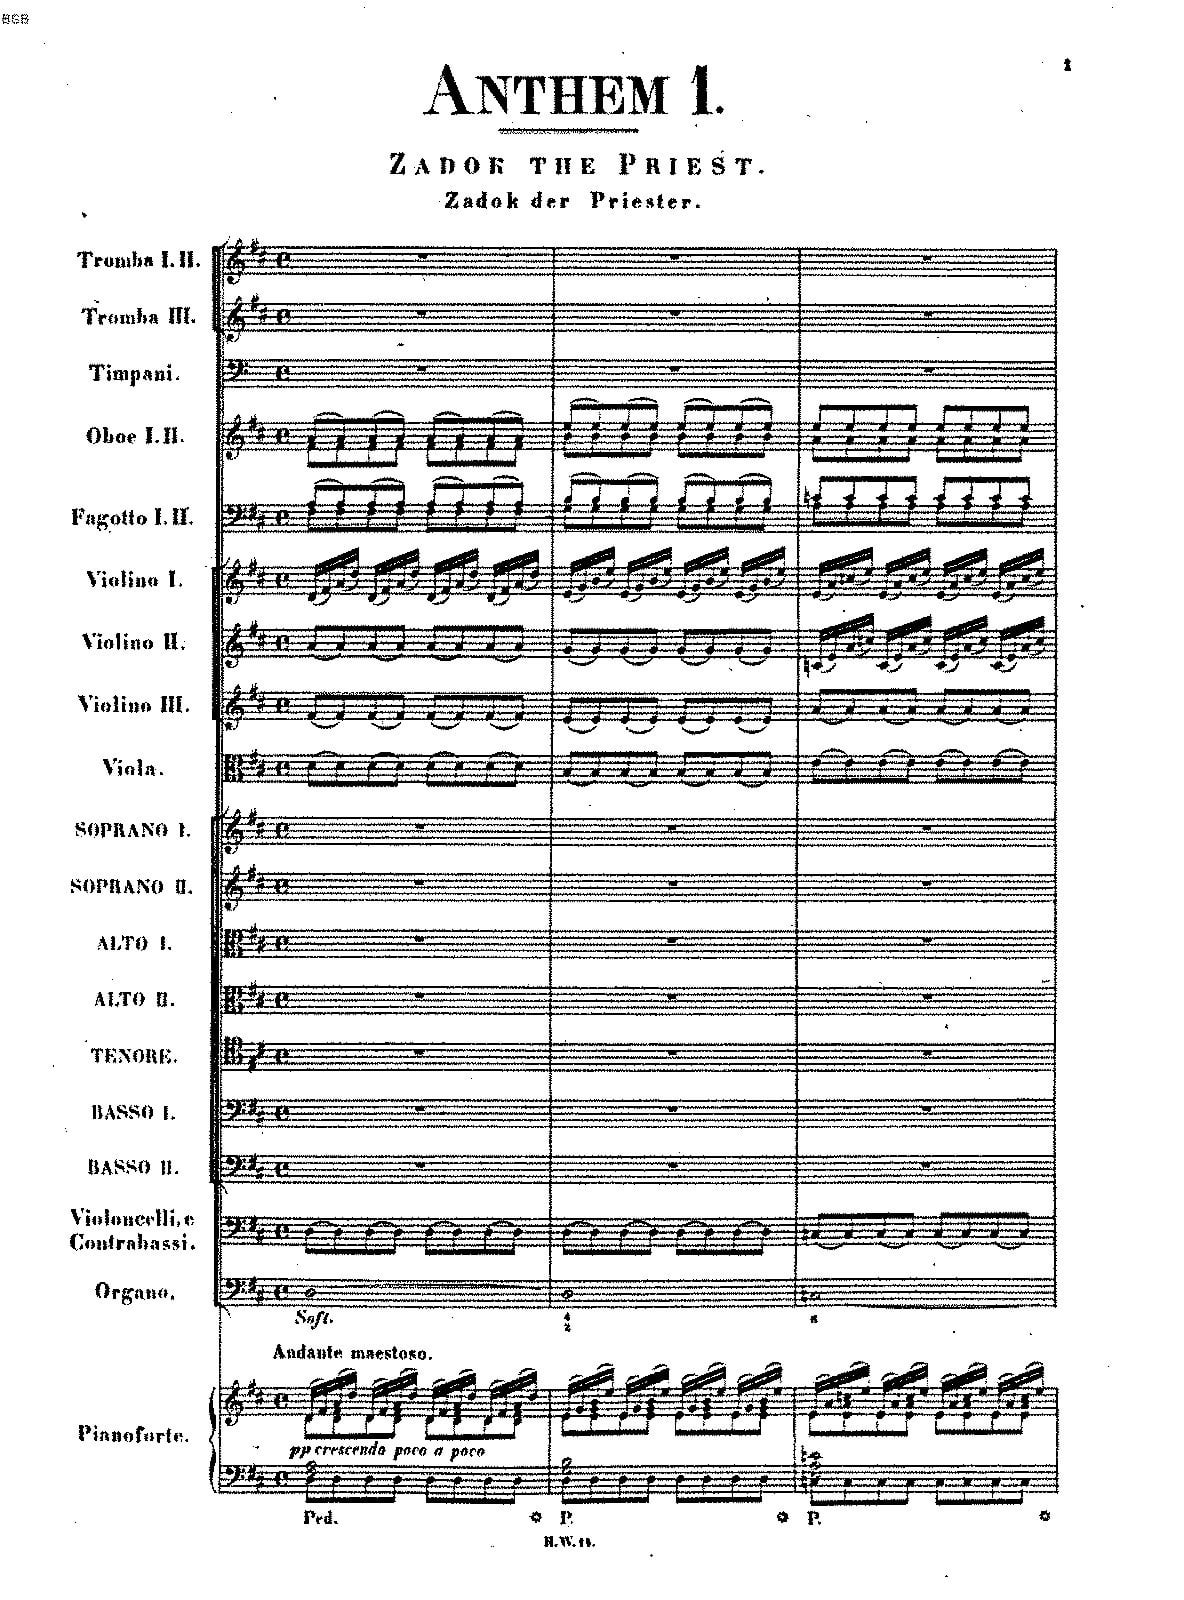 BSB
1
ANTHEM 1.
ZADOK THE PRIEST.
Zadok der Priester.
Tromba I. II.
Tromba III.
Timpani.
Oboe I. II.
Fagotto I. II.
Violino I.
Violino II.
Violino III.
Viola.
SOPRANO I.
SOPRANO II.
ALTO I.
ALTO II.
TENORE.
BASSO I.
BASSO II.
Violoncelli, e
Contrabassi.
Organo.
Soft.
4
2
6
Andante maestoso.
Pianoforte.
pp crescendo poco a poco
Ped. P. P.
H.W. 14.